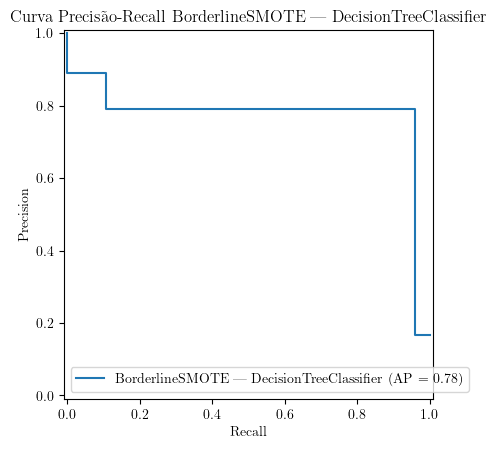 Curva Precisão-Recall BorderlineSMOTE — DecisionTreeClassifier
1.0
0.8
0.6
0.4
0.2
0.0
Precision
BorderlineSMOTE — DecisionTreeClassifier (AP = 0.78)
0.0 0.2 0.4 0.6 0.8 1.0
Recall